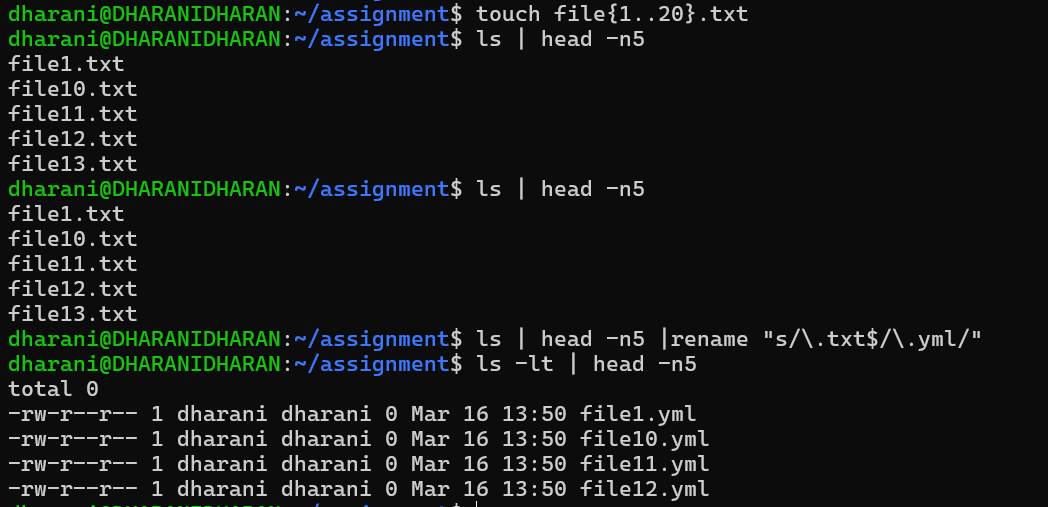 dharani@DHARANIDHARAN:~/assignment$ touch file{1..20}.txt
dharani@DHARANIDHARAN:~/assignment$ ls | head -n5
file1.txt
file10.txt
file11.txt
file12.txt
file13.txt
dharani@DHARANIDHARAN:~/assignment$ ls | head -n5
file1.txt
file10.txt
file11.txt
file12.txt
file13.txt
dharani@DHARANIDHARAN:~/assignment$ ls | head -n5 |rename "s/\.txt$/\.yml/"
dharani@DHARANIDHARAN:~/assignment$ ls -lt | head -n5
total 0
-rw-r--r-- 1 dharani dharani 0 Mar 16 13:50 file1.yml
-rw-r--r-- 1 dharani dharani 0 Mar 16 13:50 file10.yml
-rw-r--r-- 1 dharani dharani 0 Mar 16 13:50 file11.yml
-rw-r--r-- 1 dharani dharani 0 Mar 16 13:50 file12.yml